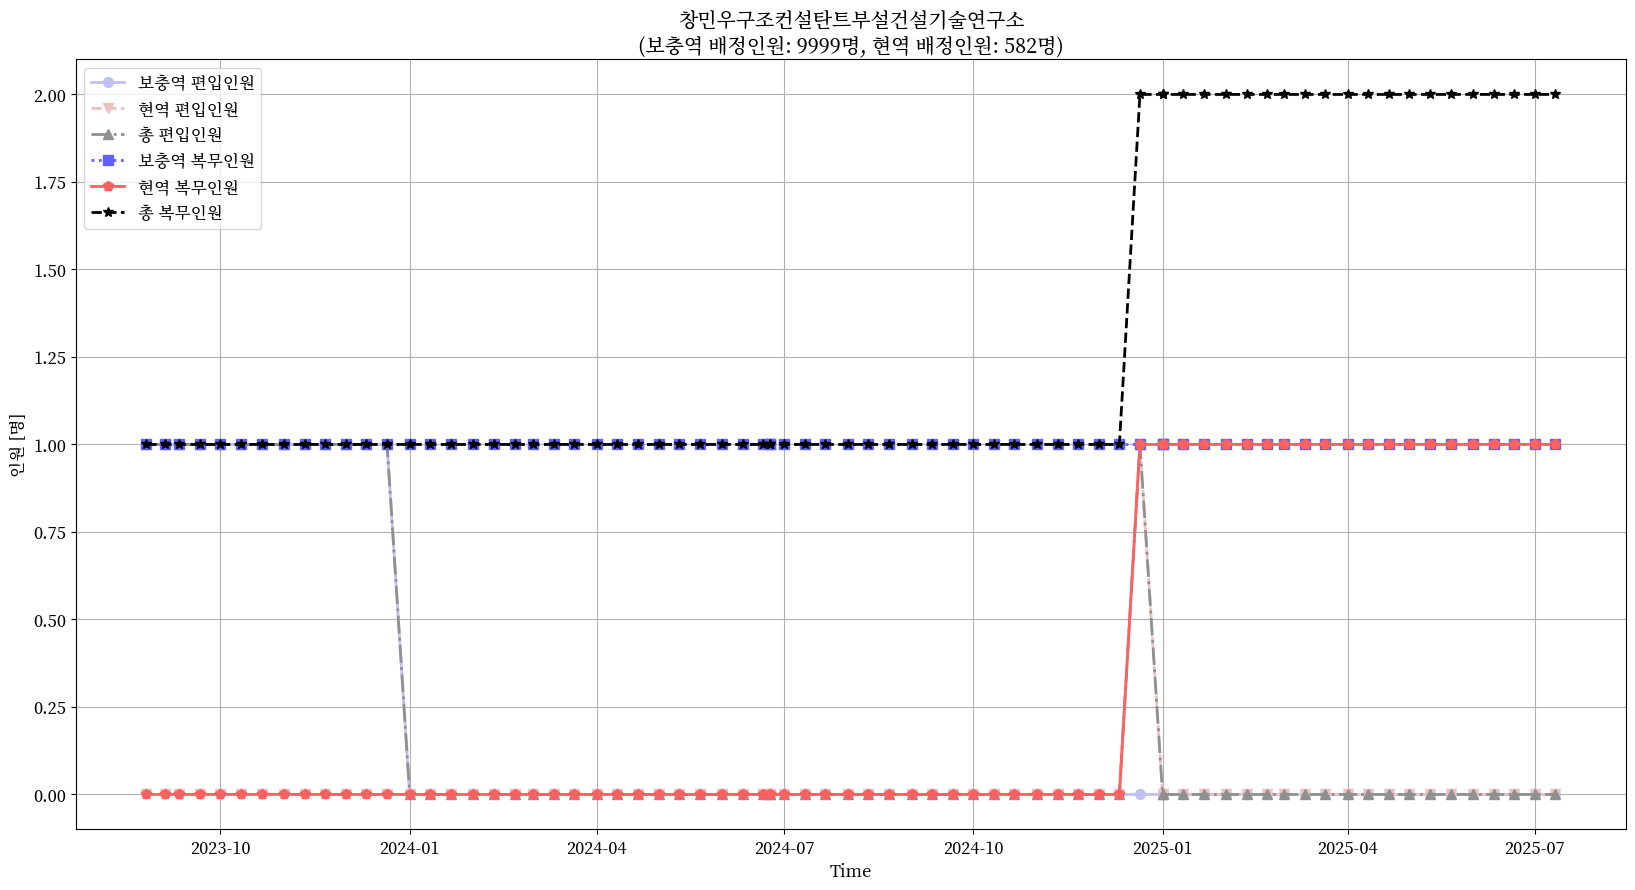 창민우구조컨설탄트부설건설기술연구소
(보충역 배정인원: 9999명, 현역 배정인원: 582명)
보충역 편입인원
현역 편입인원
총 편입인원
보충역 복무인원
현역 복무인원
총 복무인원
2.00
1.75
1.50
1.25
1.00
0.75
0.50
0.25
0.00
인원 [명]
2023-10
2024-01
2024-04
2024-07
2024-10
2025-01
2025-04
2025-07
Time